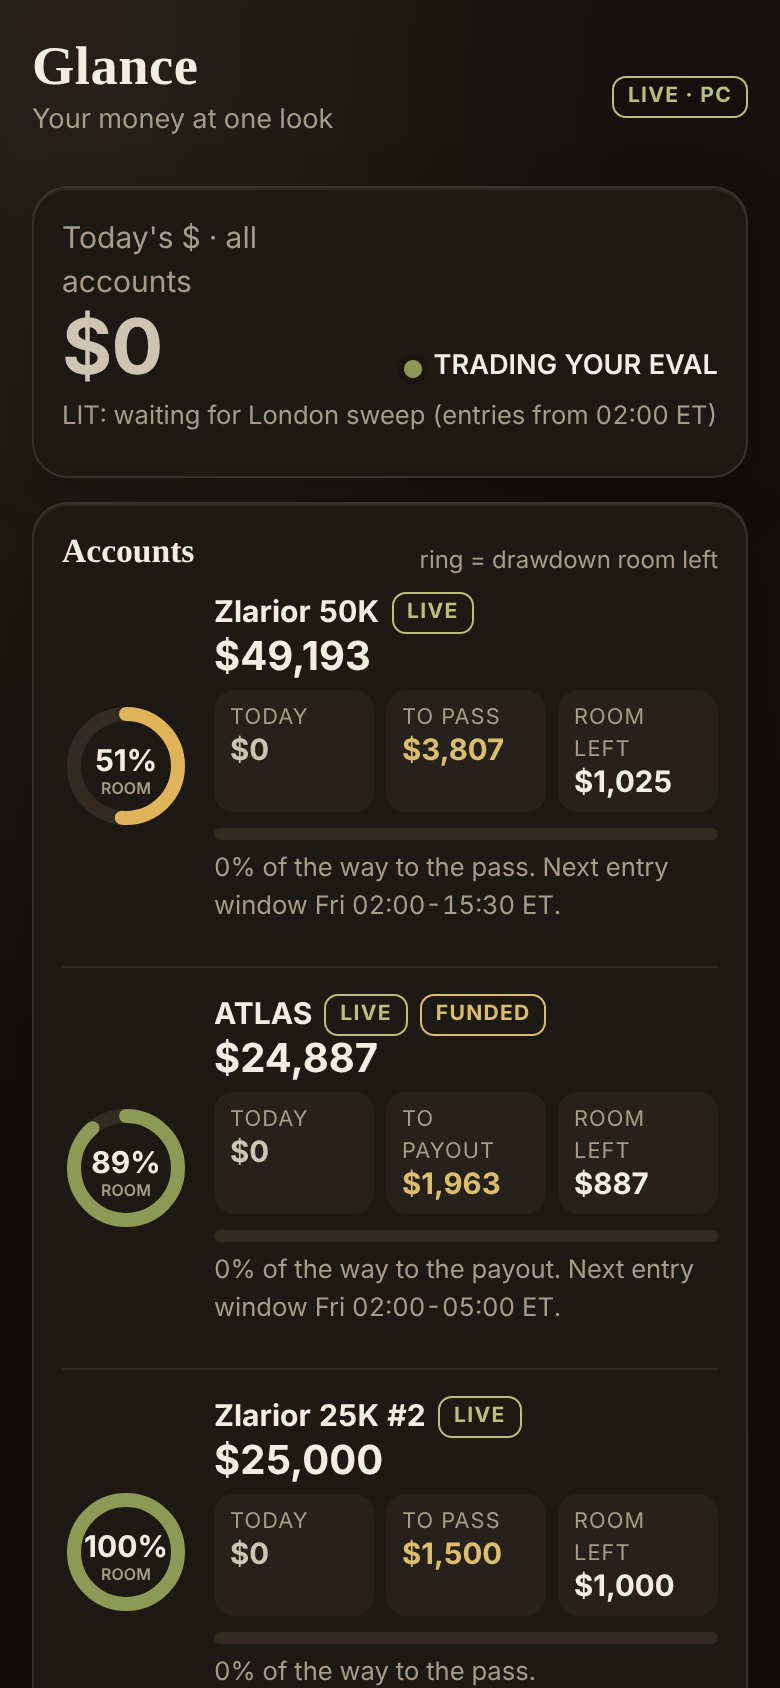 Glance
Your money at one look
LIVE · PC
Today's $ · all
accounts
$0
TRADING YOUR EVAL
LIT: waiting for London sweep (entries from 02:00 ET)
Accounts
ring = drawdown room left
51%
ROOM
Zlarior 50K
LIVE
$49,193
TODAY
$0
TO PASS
$3,807
ROOM
LEFT
$1,025
0% of the way to the pass. Next entry
window Fri 02:00-15:30 ET.
89%
ROOM
ATLAS
LIVE
FUNDED
$24,887
TODAY
$0
TO
PAYOUT
$1,963
ROOM
LEFT
$887
0% of the way to the payout. Next entry
window Fri 02:00-05:00 ET.
100%
ROOM
Zlarior 25K #2
LIVE
$25,000
TODAY
$0
TO PASS
$1,500
ROOM
LEFT
$1,000
0% of the way to the pass.